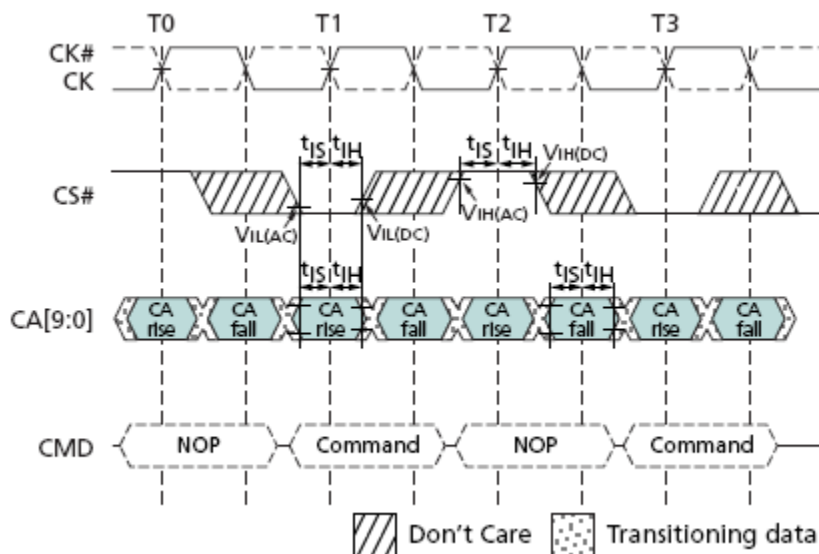 T0 T1 T2 T3
CK#
CK
tIS tIH tIS tIH VIH(DC)
CS#
VIL(AC) VIL(DC) VIH(AC)
tIS tIH tIS tIH
CA[9:0] CA rise CA fall CA rise CA fall CA rise CA fall CA rise CA fall
CMD NOP Command NOP Command
Don't Care Transitioning data